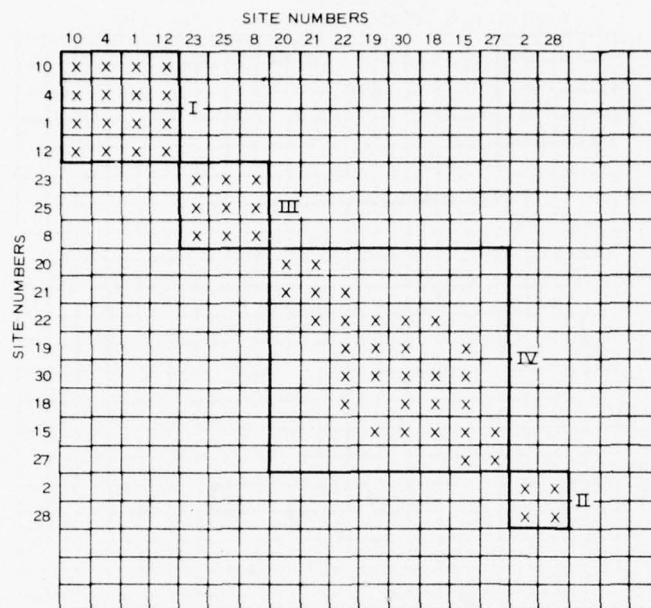 SITE NUMBERS
10 4 1 12 23 25 8 20 21 22 19 30 18 15 27 2 28
10 X X X X
4 X X X X
I
1 X X X X
12 X X X X
23 X X X
25 X X X
III
8 X X X
20 X X
21 X X X
22 X X X X X
19 X X X X
IV
30 X X X X X
18 X X X X
15 X X X X X
27 X X
2 X X
II
28 X X
SITE NUMBERS